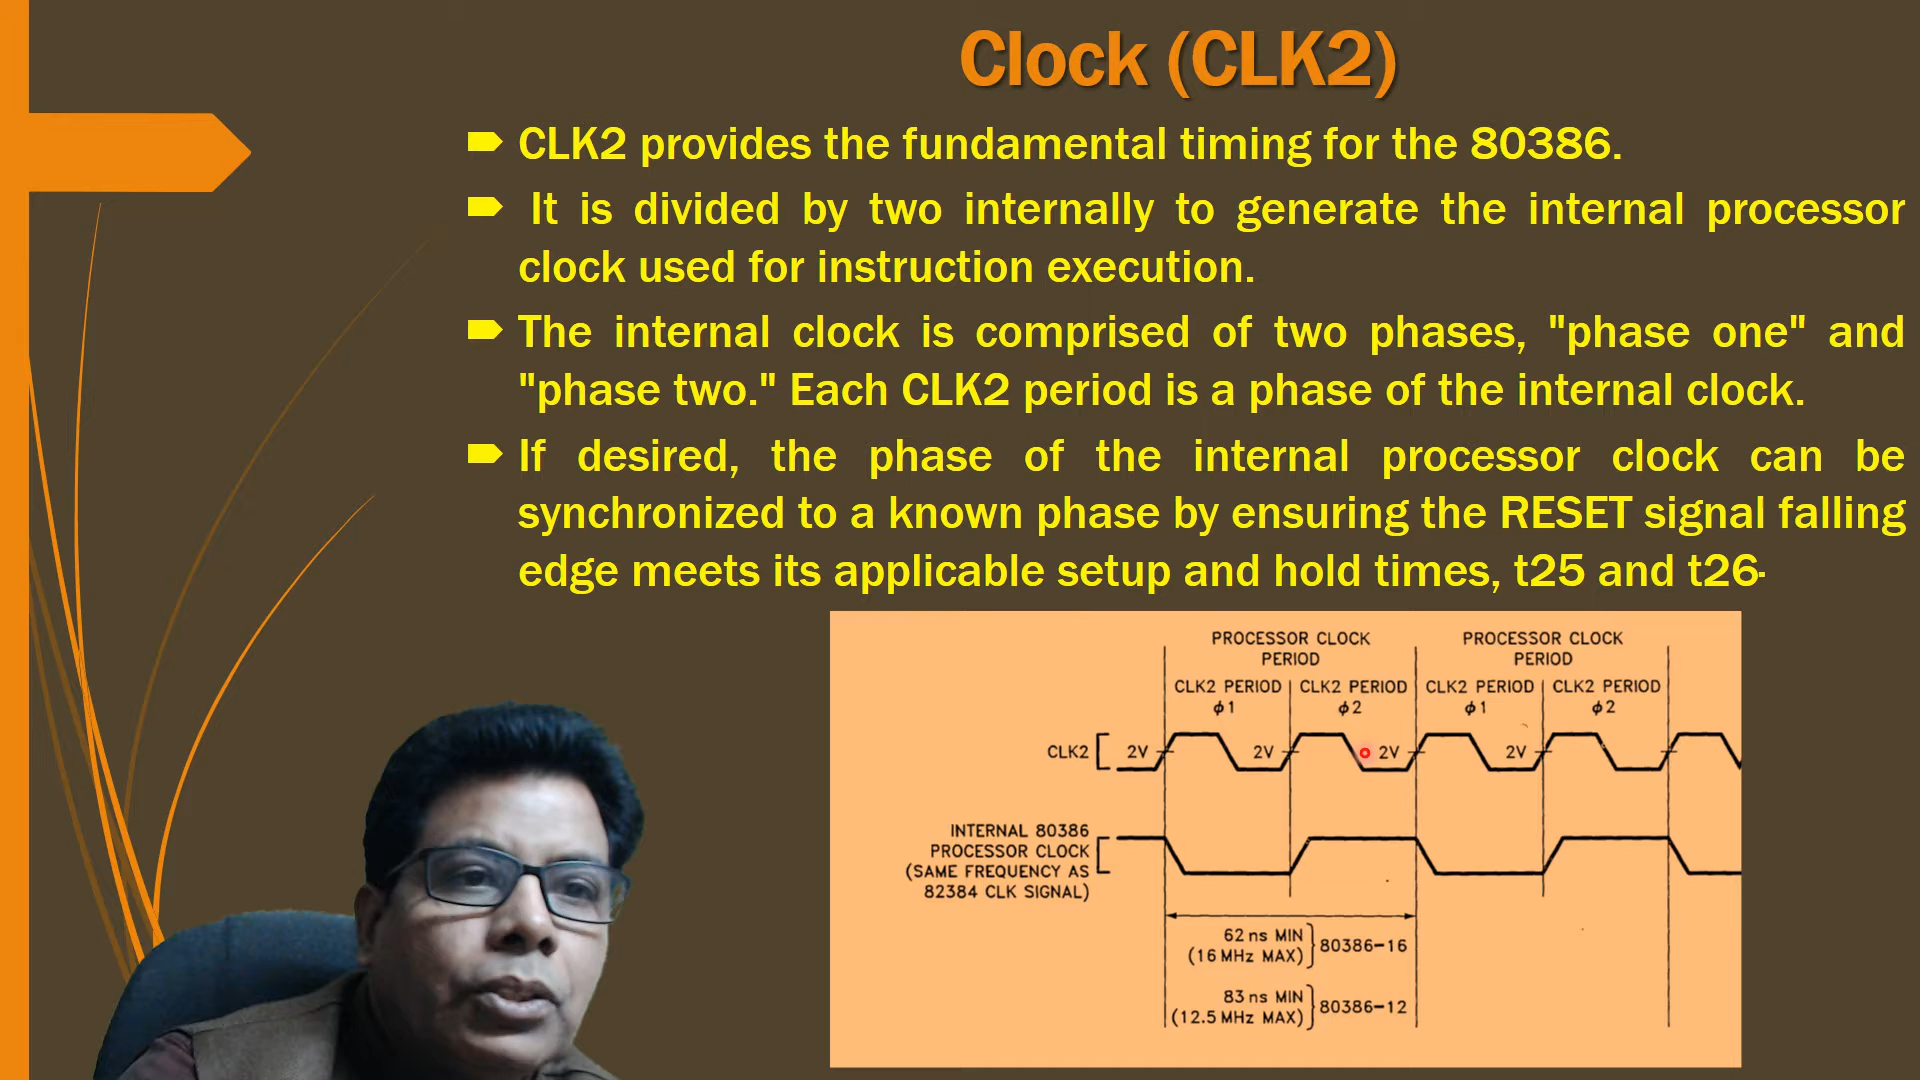 Clock (CLK2)
CLK2 provides the fundamental timing for the 80386.
It is divided by two internally to generate the internal processor
clock used for instruction execution.
The internal clock is comprised of two phases, "phase one" and
"phase two." Each CLK2 period is a phase of the internal clock.
If desired, the phase of the internal processor clock can be
synchronized to a known phase by ensuring the RESET signal falling
edge meets its applicable setup and hold times, t25 and t26·
PROCESSOR CLOCK PROCESSOR CLOCK
PERIOD PERIOD
CLK2 PERIOD CLK2 PERIOD CLK2 PERIOD CLK2 PERIOD
ϕ1 ϕ2 ϕ1 ϕ2
CLK2 2V 2V 2V 2V
INTERNAL 80386
PROCESSOR CLOCK
(SAME FREQUENCY AS
82384 CLK SIGNAL)
62 ns MIN
(16 MHz MAX) 80386-16
83 ns MIN
(12.5 MHz MAX) 80386-12